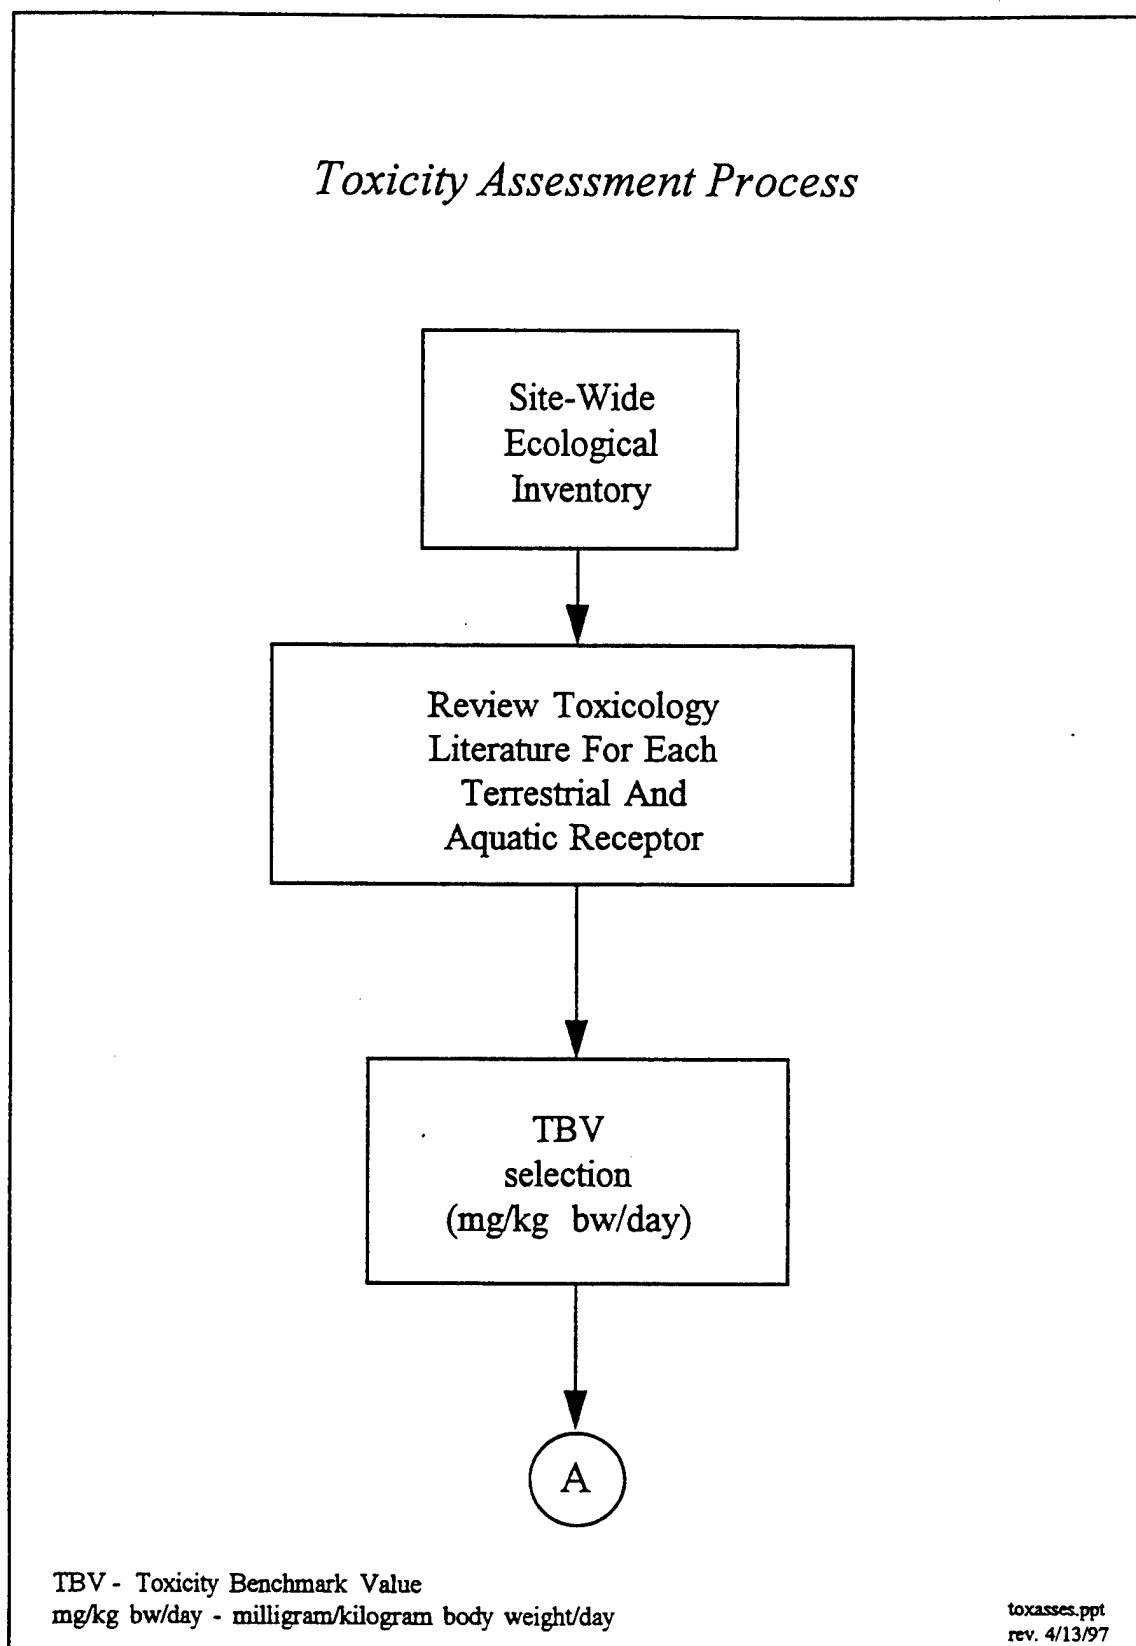 Toxicity Assessment Process
Site-Wide
Ecological
Inventory
Review Toxicology
Literature For Each
Terrestrial And
Aquatic Receptor
TBV
selection
(mg/kg bw/day)
A
TBV - Toxicity Benchmark Value
mg/kg bw/day - milligram/kilogram body weight/day
toxasses.ppt
rev. 4/13/97